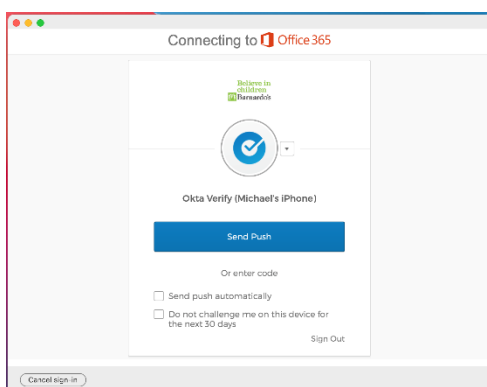 Connecting to Office 365
Believe in
children
Barnardo's
Okta Verify (Michael's iPhone)
Send Push
Or enter code
Send push automatically
Do not challenge me on this device for
the next 30 days
Sign Out
Cancel sign-in